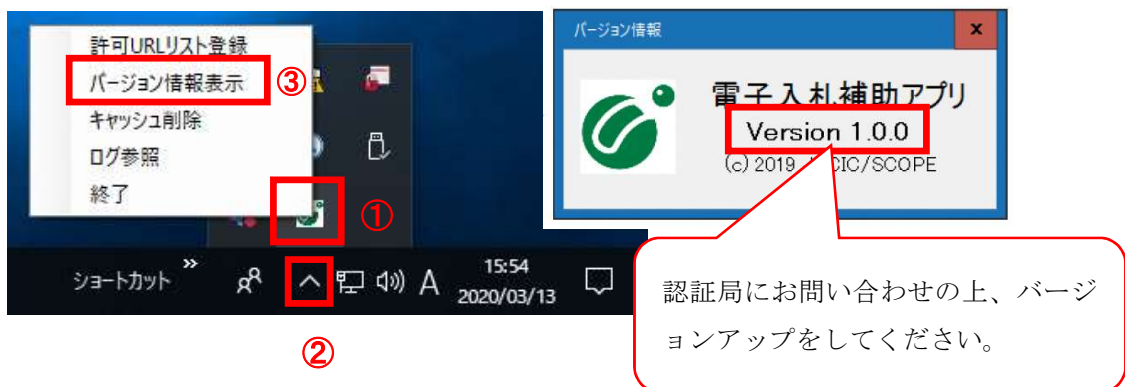 許可URLリスト登録
バージョン情報表示
③
キャッシュ削除
ログ参照
終了
①
ショートカット
»
A
15:54
2020/03/13
②
バージョン情報
x
電子入札補助アプリ
Version 1.0.0
(c) 2019 CIC/SCOPE
認証局にお問い合わせの上、バージ
ョンアップをしてください。